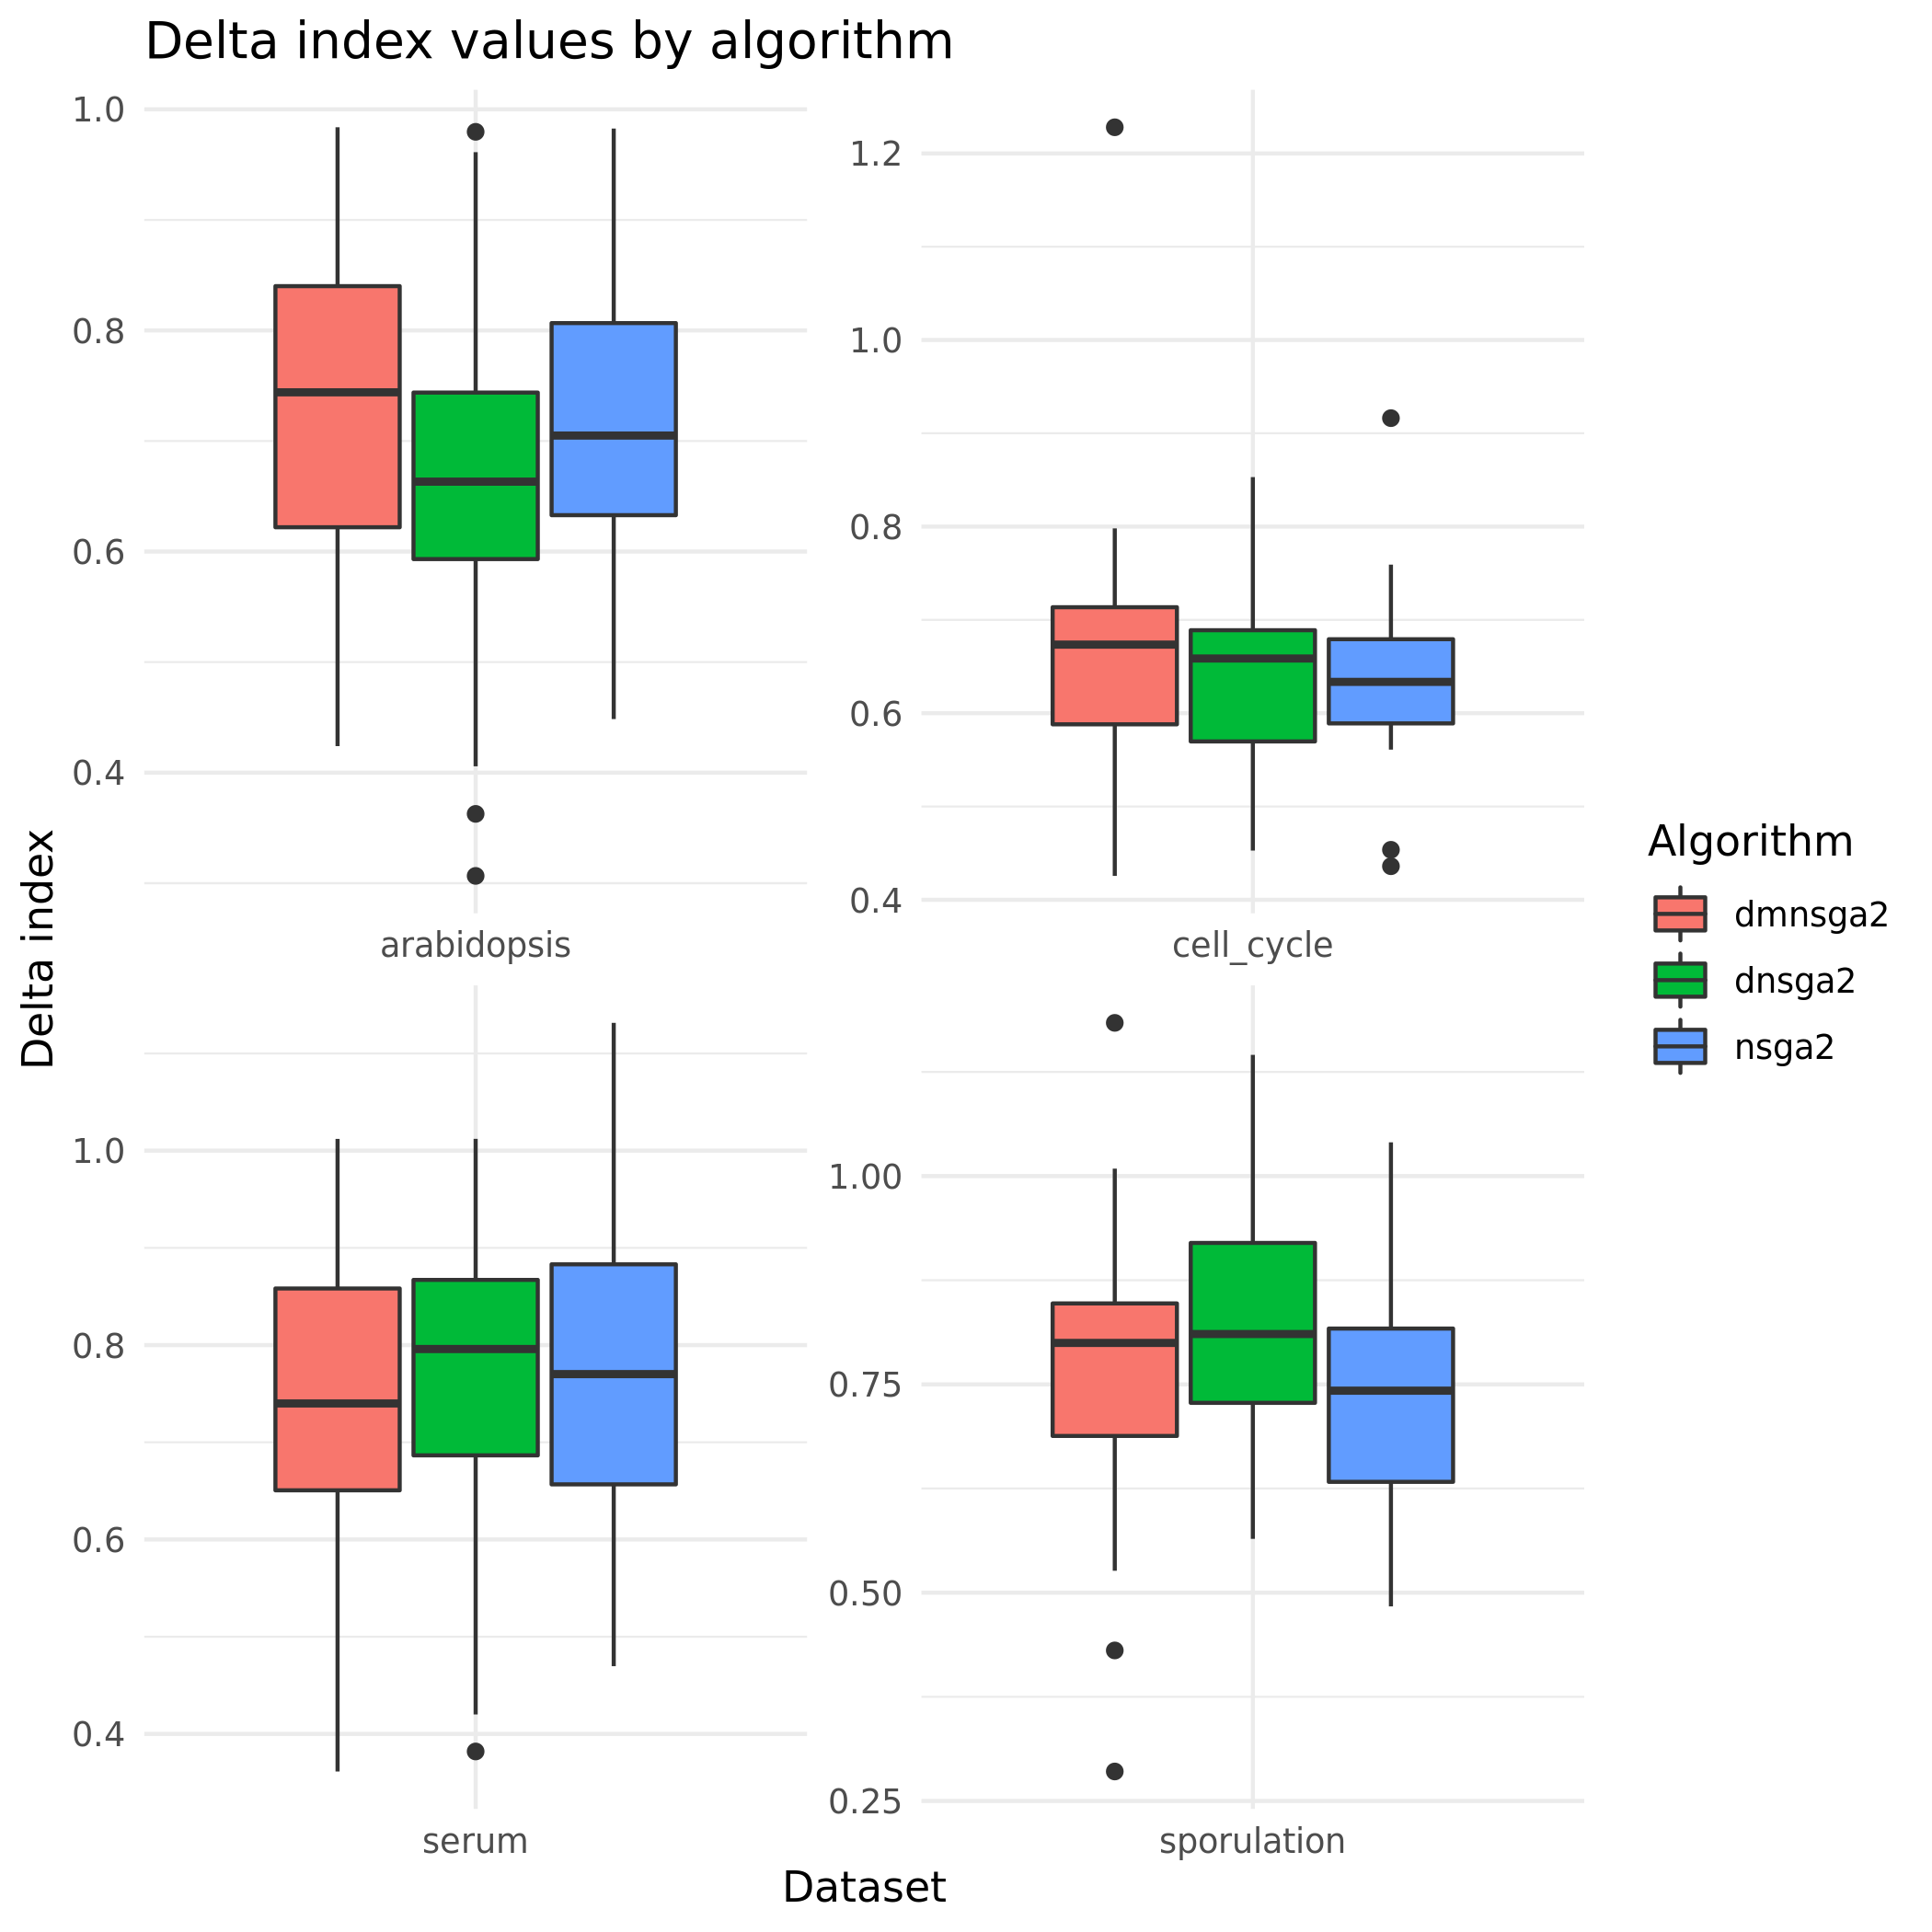 Delta index values by algorithm
Delta index
1.0
0.8
0.6
0.4
arabidopsis
1.2
1.0
0.8
0.6
0.4
cell_cycle
1.0
0.8
0.6
0.4
serum
1.00
0.75
0.50
0.25
sporulation
Dataset
Algorithm
dmnsga2
dnsga2
nsga2